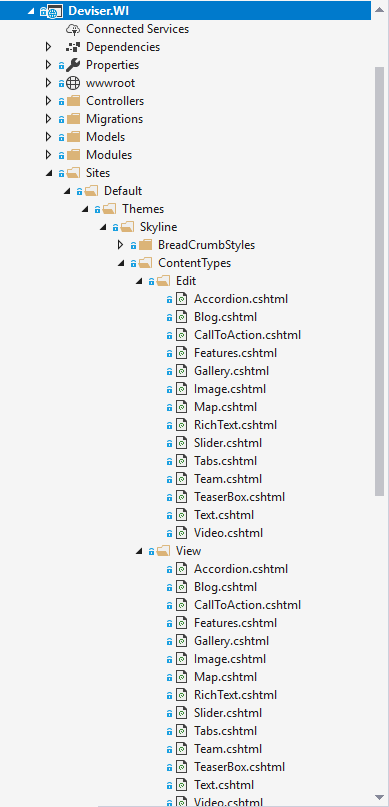 Deviser.WI
Connected Services
Dependencies
Properties
wwwroot
Controllers
Migrations
Models
Modules
Sites
Default
Themes
Skyline
BreadCrumbStyles
ContentTypes
Edit
Accordion.cshtml
Blog.cshtml
CallToAction.cshtml
Features.cshtml
Gallery.cshtml
Image.cshtml
Map.cshtml
RichText.cshtml
Slider.cshtml
Tabs.cshtml
Team.cshtml
TeaserBox.cshtml
Text.cshtml
Video.cshtml
View
Accordion.cshtml
Blog.cshtml
CallToAction.cshtml
Features.cshtml
Gallery.cshtml
Image.cshtml
Map.cshtml
RichText.cshtml
Slider.cshtml
Tabs.cshtml
Team.cshtml
TeaserBox.cshtml
Text.cshtml
Video.cshtml